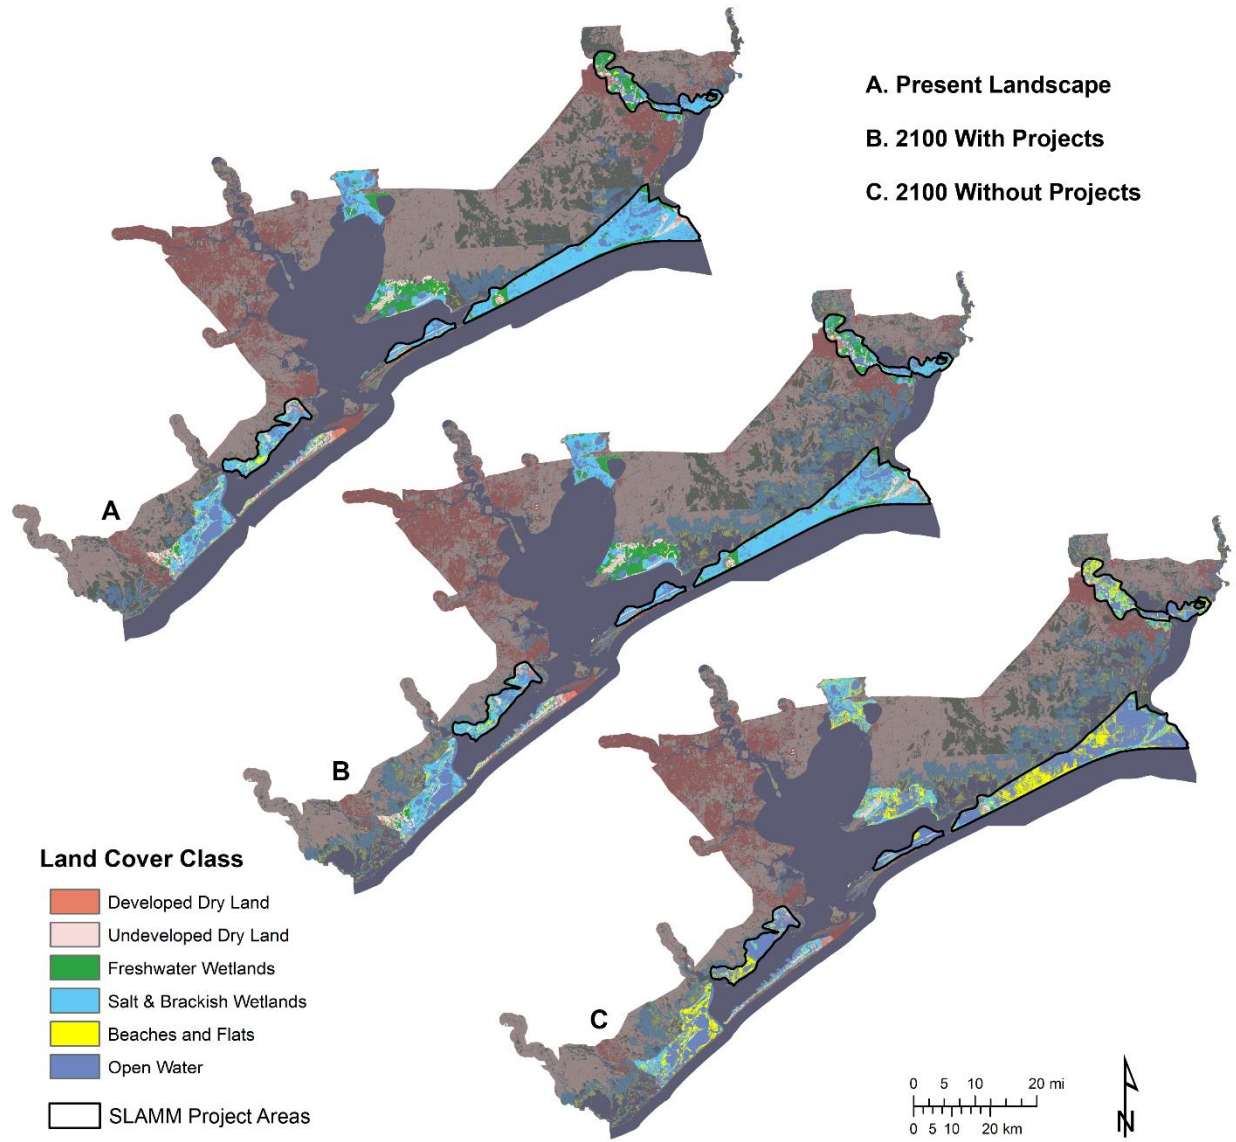 A. Present Landscape
B. 2100 With Projects
C. 2100 Without Projects
A
B
C
Land Cover Class
Developed Dry Land
Undeveloped Dry Land
Freshwater Wetlands
Salt & Brackish Wetlands
Beaches and Flats
Open Water
SLAMM Project Areas
0 5 10 20 mi
0 5 10 20 km
N